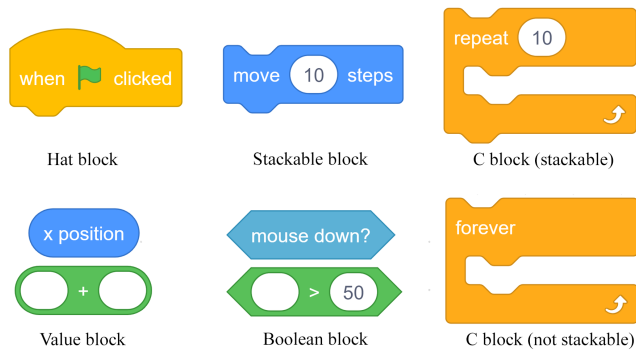 when clicked
move 10 steps
repeat 10
Hat block
Stackable block
C block (stackable)
x position
+
mouse down?
> 50
forever
Value block
Boolean block
C block (not stackable)